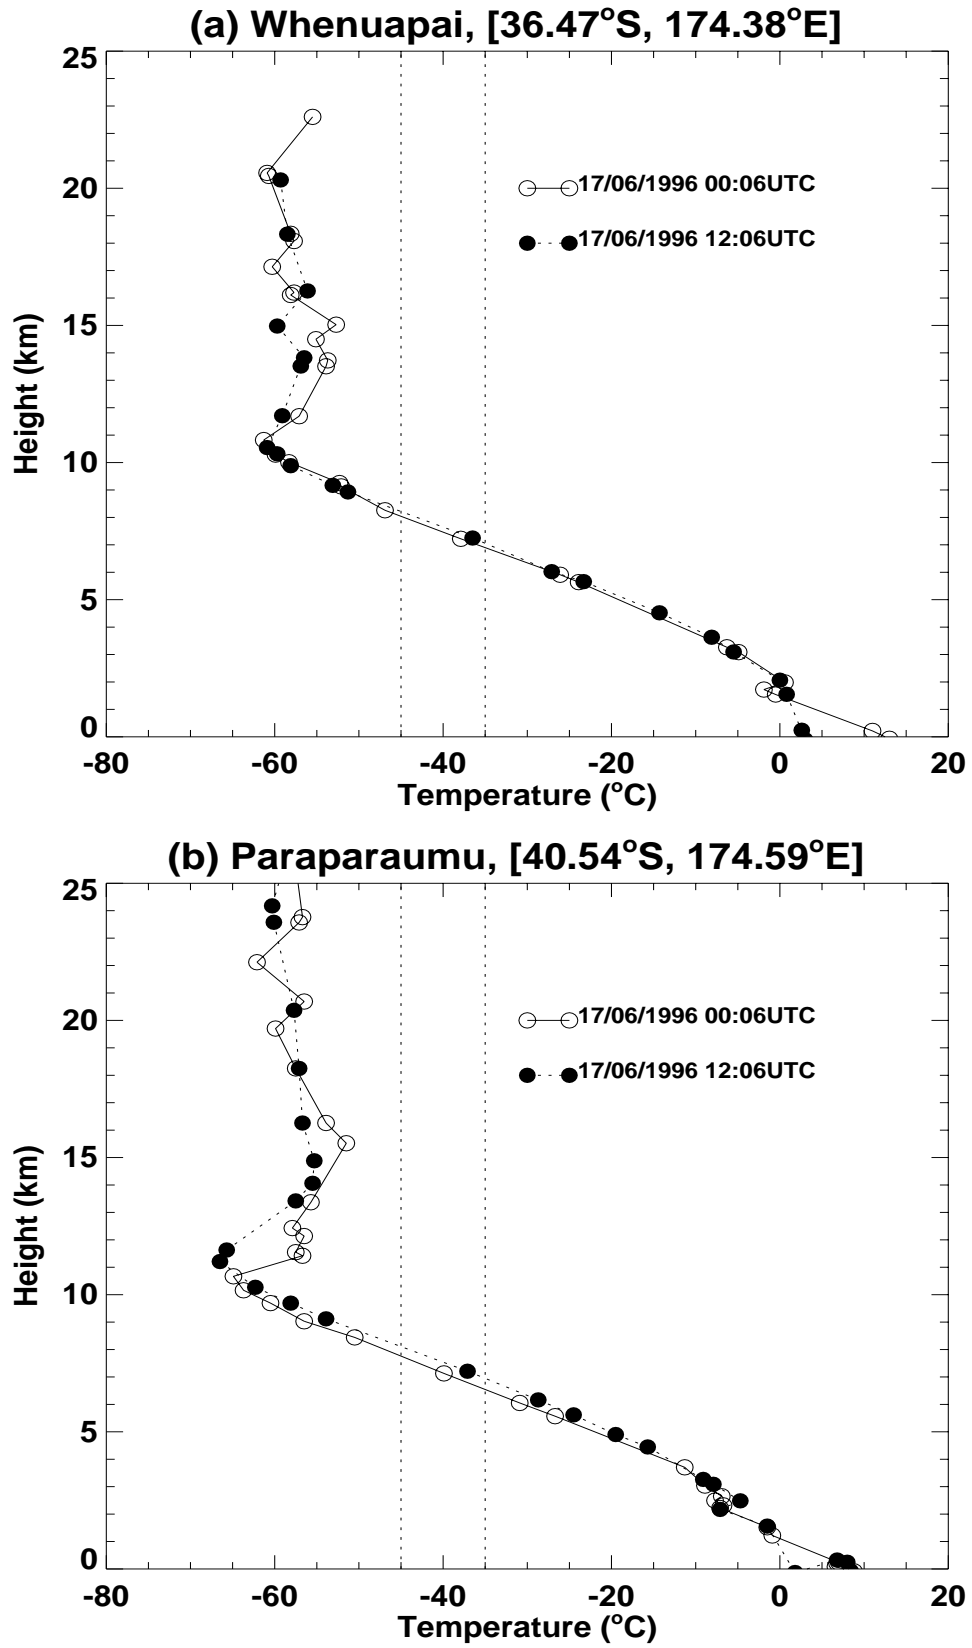 (a) Whenuapai, [36.47°S, 174.38°E]
25
20
15
10
5
0
Height (km)
17/06/1996 00:06UTC
17/06/1996 12:06UTC
-80 -60 -40 -20 0 20
Temperature (°C)
(b) Paraparaumu, [40.54°S, 174.59°E]
25
20
15
10
5
0
Height (km)
17/06/1996 00:06UTC
17/06/1996 12:06UTC
-80 -60 -40 -20 0 20
Temperature (°C)